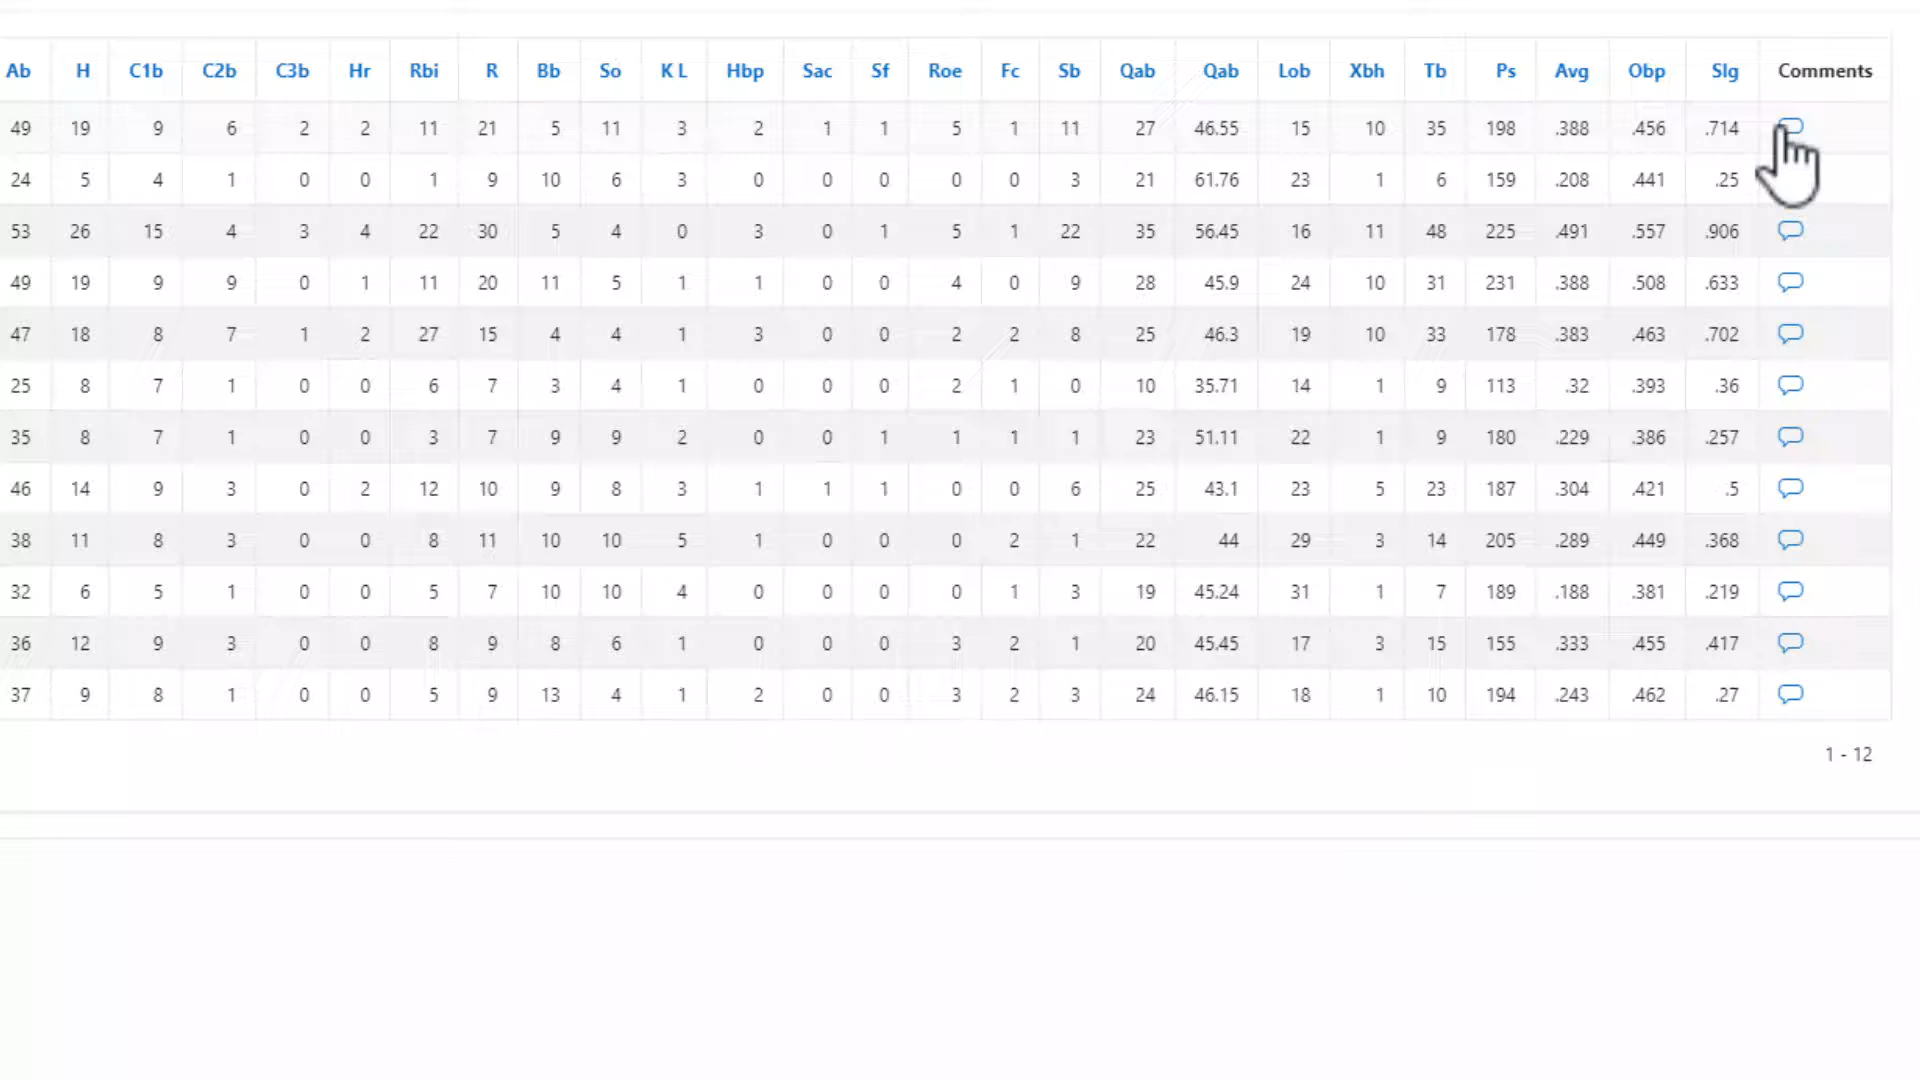 Ab H C1b C2b C3b Hr Rbi R Bb So K L Hbp Sac Sf Roe Fc Sb Qab Qab Lob Xbh Tb Ps Avg Obp Slg Comments
49 19 9 6 2 2 11 21 5 11 3 2 1 1 5 1 11 27 46.55 15 10 35 198 .388 .456 .714
24 5 4 1 0 0 1 9 10 6 3 0 0 0 0 0 3 21 61.76 23 1 6 159 .208 .441 .25
53 26 15 4 3 4 22 30 5 4 0 3 0 1 5 1 22 35 56.45 16 11 48 225 .491 .557 .906
49 19 9 9 0 1 11 20 11 5 1 1 0 0 4 0 9 28 45.9 24 10 31 231 .388 .508 .633
47 18 8 7 1 2 27 15 4 4 1 3 0 0 2 2 8 25 46.3 19 10 33 178 .383 .463 .702
25 8 7 1 0 0 6 7 3 4 1 0 0 0 2 1 0 10 35.71 14 1 9 113 .32 .393 .36
35 8 7 1 0 0 3 7 9 9 2 0 0 1 1 1 1 23 51.11 22 1 9 180 .229 .386 .257
46 14 9 3 0 2 12 10 9 8 3 1 1 1 0 0 6 25 43.1 23 5 23 187 .304 .421 .5
38 11 8 3 0 0 8 11 10 10 5 1 0 0 0 2 1 22 44 29 3 14 205 .289 .449 .368
32 6 5 1 0 0 5 7 10 10 4 0 0 0 0 1 3 19 45.24 31 1 7 189 .188 .381 .219
36 12 9 3 0 0 8 9 8 6 1 0 0 0 3 2 1 20 45.45 17 3 15 155 .333 .455 .417
37 9 8 1 0 0 5 9 13 4 1 2 0 0 3 2 3 24 46.15 18 1 10 194 .243 .462 .27
1 - 12